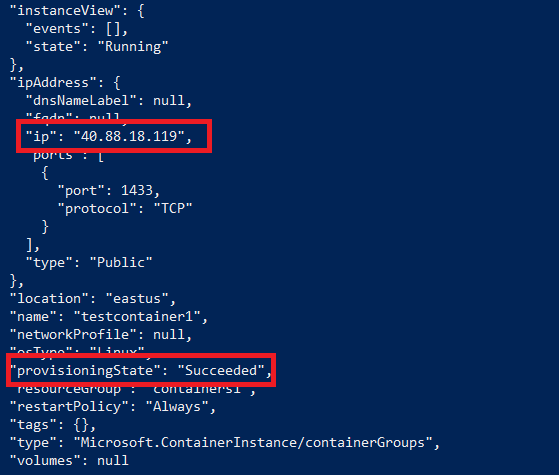 "instanceView": {
"events": [],
"state": "Running"
},
"ipAddress": {
"dnsNameLabel": null,
"fqdn": null,
"ip": "40.88.18.119",
"ports": [
{
"port": 1433,
"protocol": "TCP"
}
],
"type": "Public"
},
"location": "eastus",
"name": "testcontainer1",
"networkProfile": null,
"osType": "Linux",
"provisioningState": "Succeeded",
"resourceGroup": "containers1",
"restartPolicy": "Always",
"tags": {},
"type": "Microsoft.ContainerInstance/containerGroups",
"volumes": null